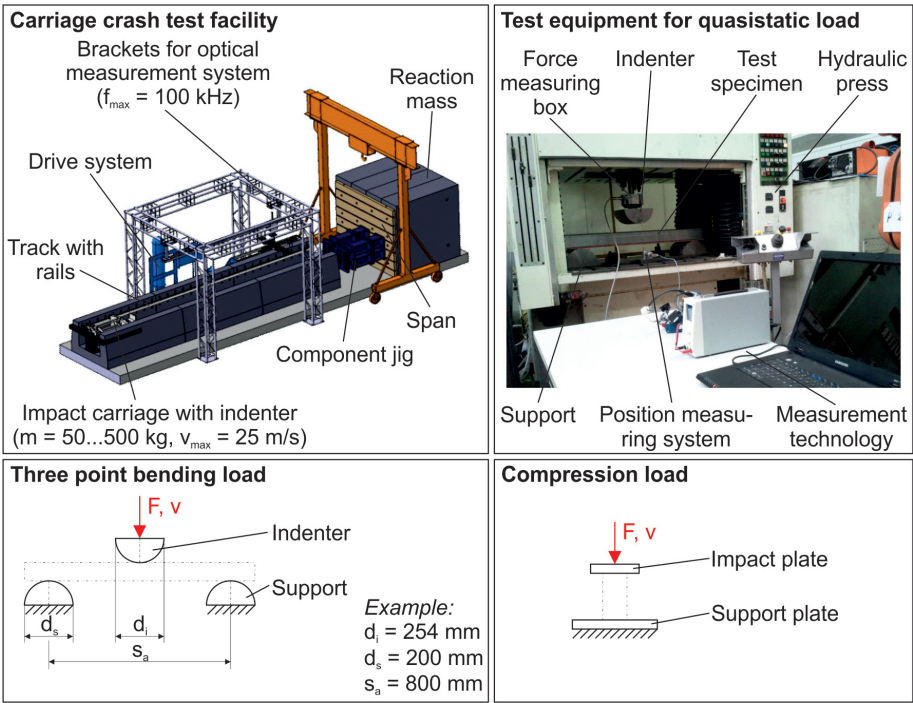 Carriage crash test facility
Brackets for optical
measurement system
(fmax = 100 kHz)
Reaction
mass
Drive system
Track with
rails
Span
Component jig
Impact carriage with indenter
(m = 50...500 kg, vmax = 25 m/s)
Test equipment for quasistatic load
Force
measuring
box
Indenter
Test
specimen
Hydraulic
press
Support
Position measu-
ring system
Measurement
technology
Three point bending load
F, v
Indenter
Support
ds
di
sa
Example:
di = 254 mm
ds = 200 mm
sa = 800 mm
Compression load
F, v
Impact plate
Support plate